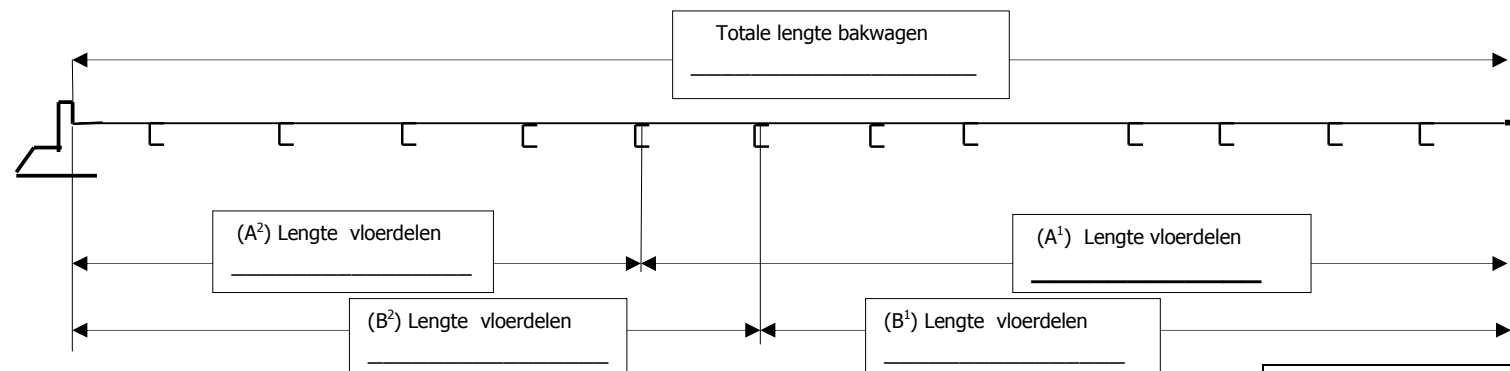 Totale lengte bakwagen
(A²) Lengte vloerdelen
(A¹) Lengte vloerdelen
(B²) Lengte vloerdelen
(B¹) Lengte vloerdelen